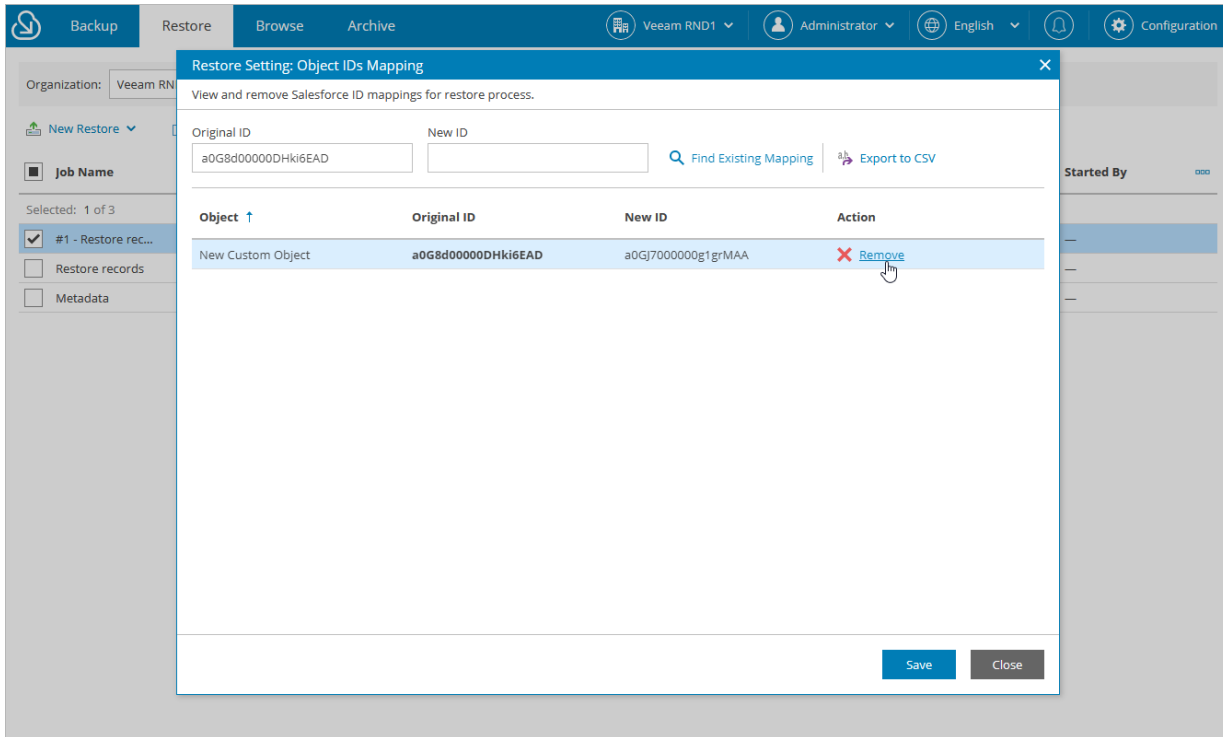 Backup Restore Browse Archive Veeam RND1 Administrator English Configuration
Restore Setting: Object IDs Mapping
Organization: Veeam RN
View and remove Salesforce ID mappings for restore process.
New Restore
Original ID New ID
a0G8d00000DHki6EAD Find Existing Mapping Export to CSV
Job Name Started By
Selected: 1 of 3
Object Original ID New ID Action
#1 - Restore rec... —
New Custom Object a0G8d00000DHki6EAD a0GJ7000000g1grMAA Remove
Restore records —
Metadata —
Save Close